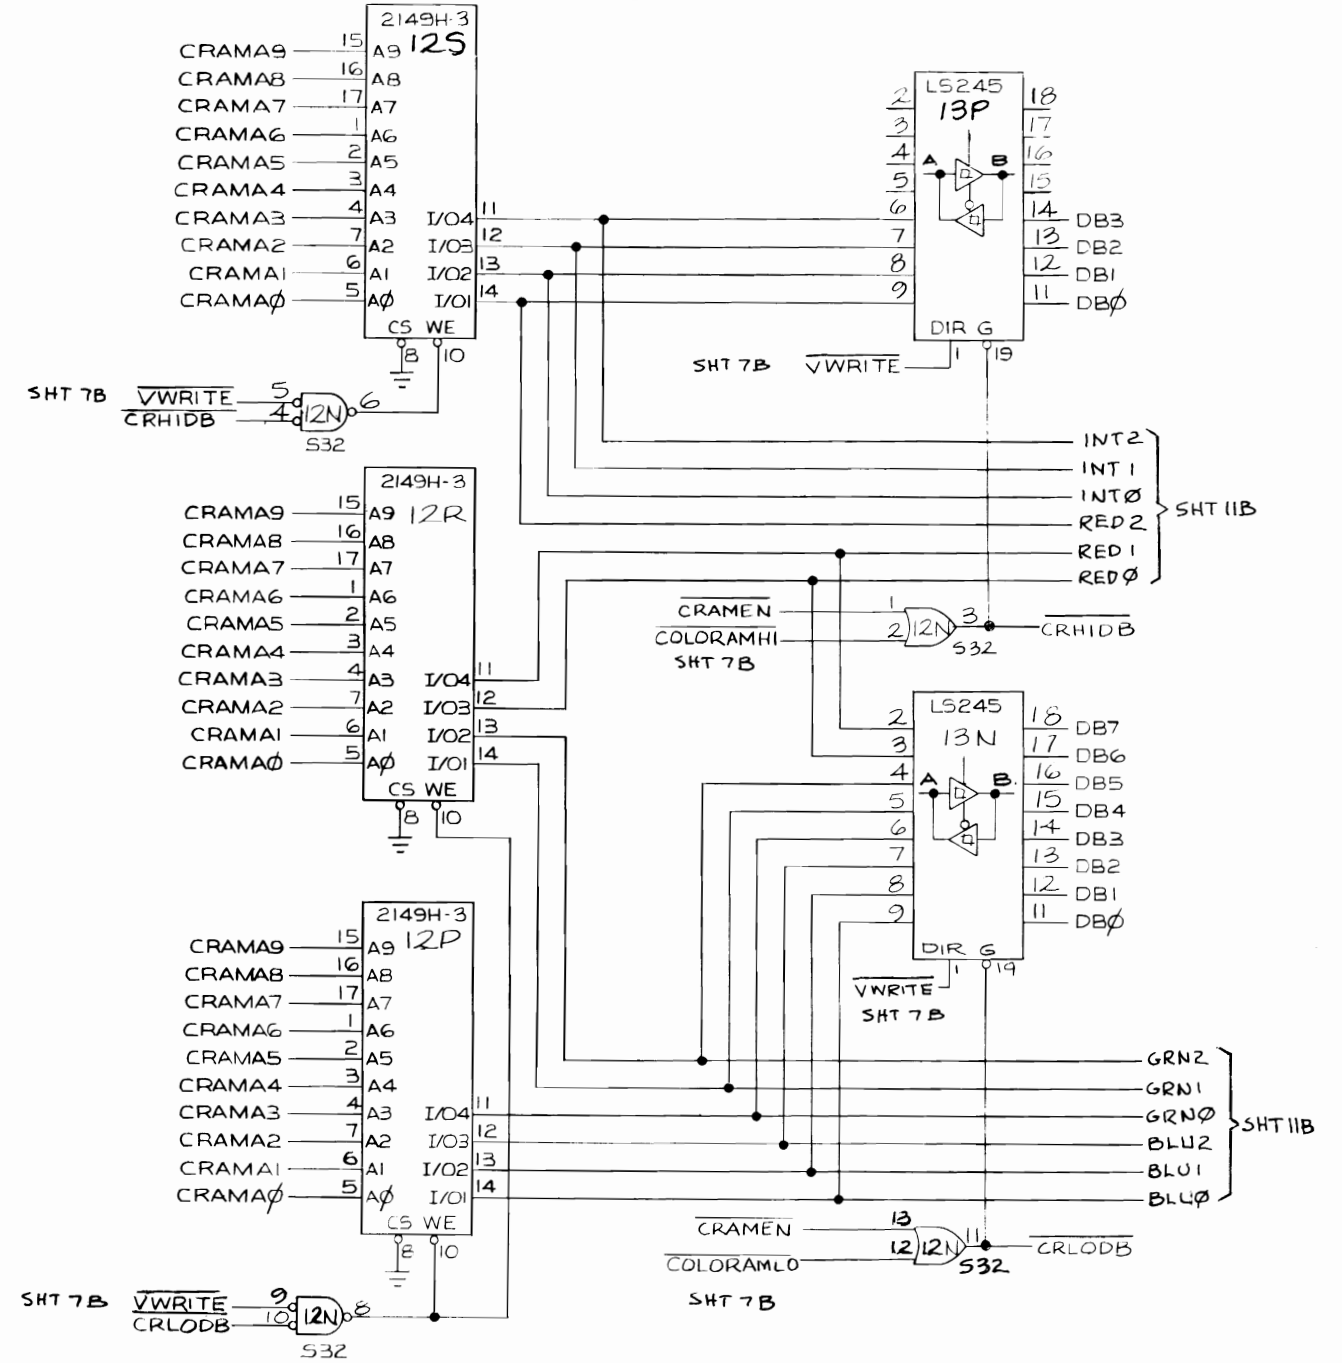 2149H-3
12S
CRAMA9 15 A9
CRAMA8 16 A8
CRAMA7 17 A7
CRAMA6 1 A6
CRAMA5 2 A5
CRAMA4 3 A4
CRAMA3 4 A3 I/O4 11
CRAMA2 7 A2 I/O3 12
CRAMA1 6 A1 I/O2 13
CRAMAØ 5 AØ I/O1 14
CS WE
8 10
SHT 7B VWRITE 5
CRHIDB 4 12N 6
S32
LS245
13P
2 18
3 17
4 A B 16
5 15
6 14 DB3
7 13 DB2
8 12 DB1
9 11 DBØ
DIR G
SHT 7B VWRITE 1 19
INT2
INT1
INTØ
RED2
RED1
REDØ
SHT 11B
CRAMEN 1
COLORAMHI 2 12N 3 CRHIDB
SHT 7B S32
2149H-3
12R
CRAMA9 15 A9
CRAMA8 16 A8
CRAMA7 17 A7
CRAMA6 1 A6
CRAMA5 2 A5
CRAMA4 3 A4
CRAMA3 4 A3 I/O4 11
CRAMA2 7 A2 I/O3 12
CRAMA1 6 A1 I/O2 13
CRAMAØ 5 AØ I/O1 14
CS WE
8 10
LS245
13N
2 18 DB7
3 17 DB6
4 A B 16 DB5
5 15 DB4
6 14 DB3
7 13 DB2
8 12 DB1
9 11 DBØ
DIR G
VWRITE 1 19
SHT 7B
2149H-3
12P
CRAMA9 15 A9
CRAMA8 16 A8
CRAMA7 17 A7
CRAMA6 1 A6
CRAMA5 2 A5
CRAMA4 3 A4
CRAMA3 4 A3 I/O4 11
CRAMA2 7 A2 I/O3 12
CRAMA1 6 A1 I/O2 13
CRAMAØ 5 AØ I/O1 14
CS WE
8 10
GRN2
GRN1
GRNØ
BLU2
BLU1
BLUØ
SHT 11B
CRAMEN 13
COLORAMLO 12 12N 11 CRLODB
S32
SHT 7B
SHT 7B VWRITE 9
CRLODB 10 12N 8
S32